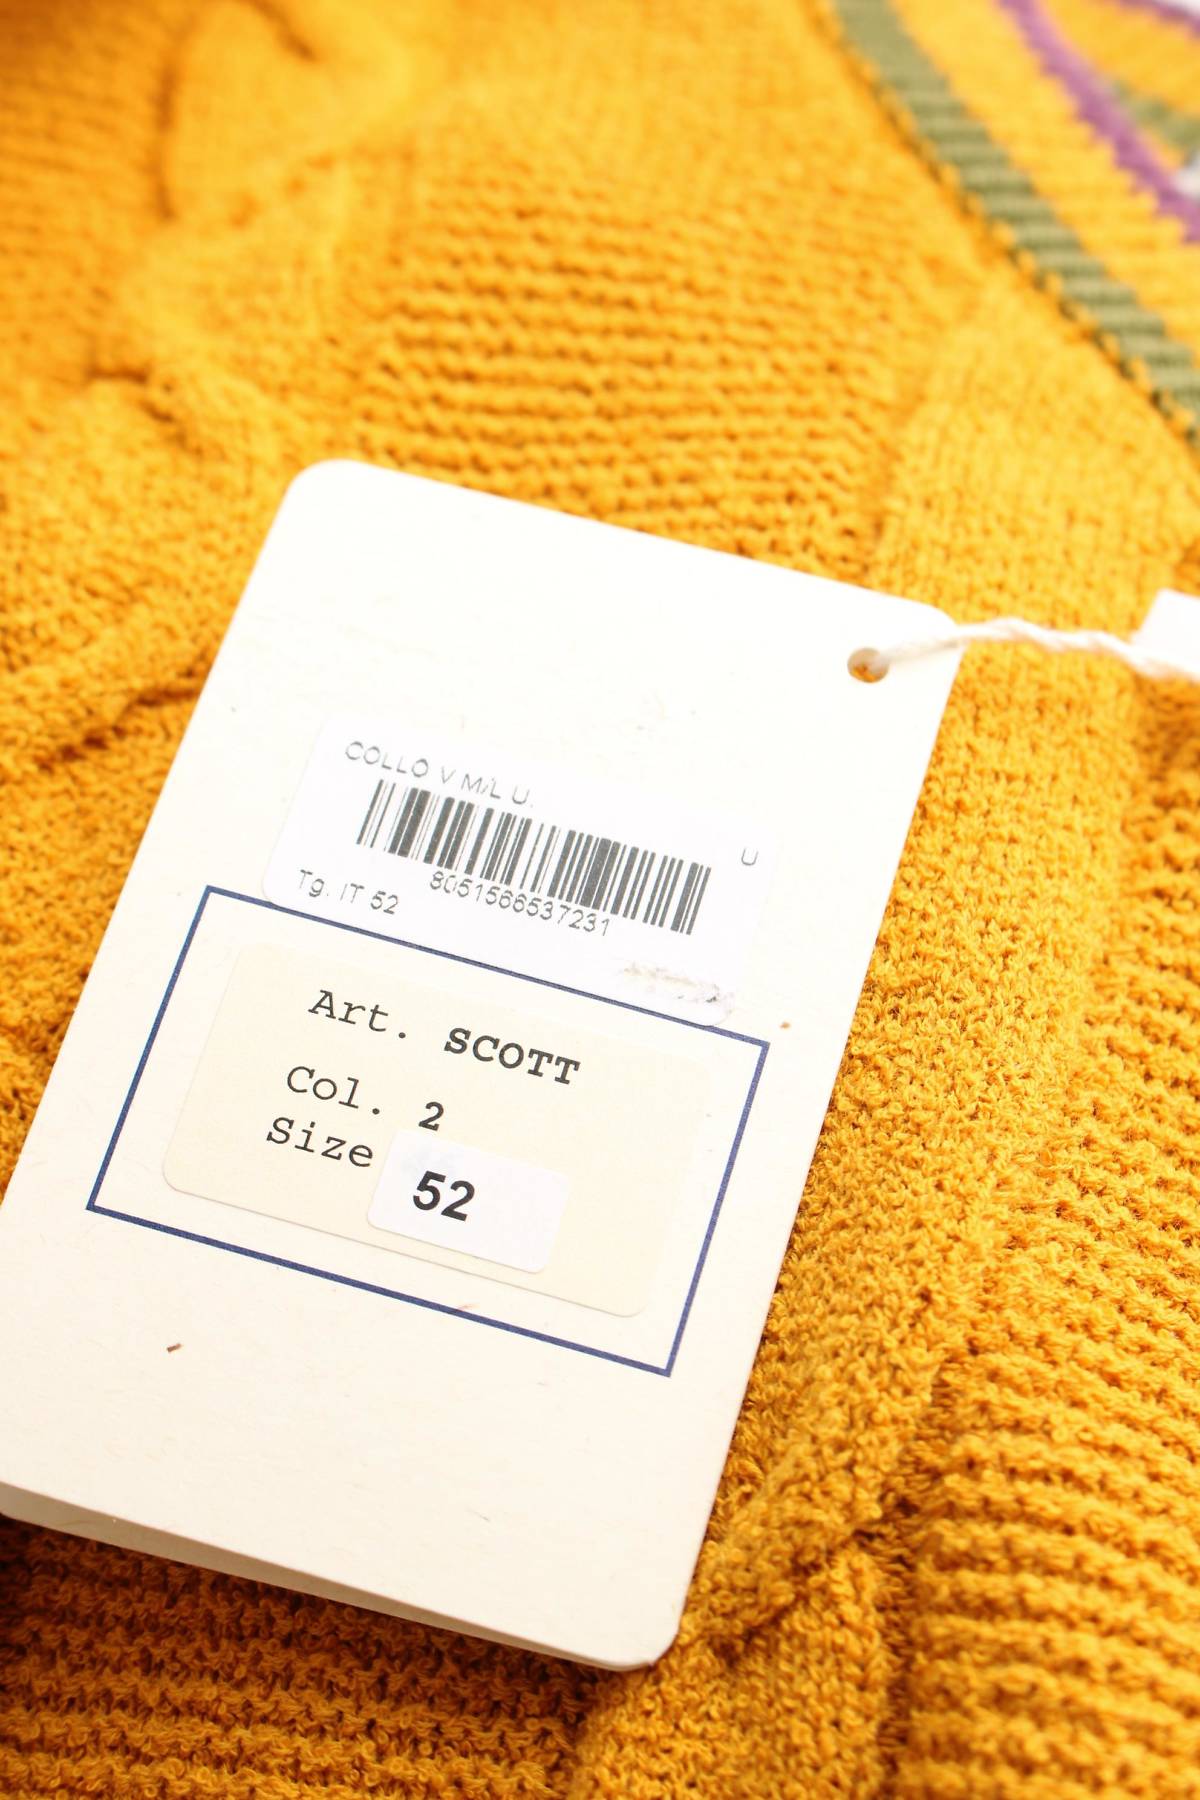 COLLO V M/L U.
U
8051566537231
Tg. IT 52
Art. SCOTT
Col. 2
Size 52